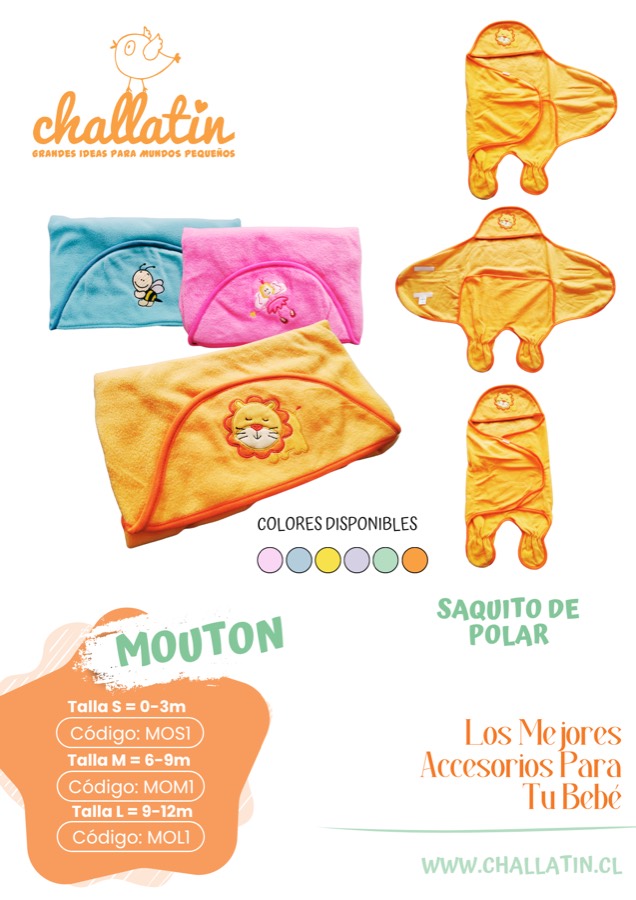 challatin
GRANDES IDEAS PARA MUNDOS PEQUEÑOS
COLORES DISPONIBLES
SAQUITO DE
POLAR
MOUTON
Talla S = 0-3m
Código: MOS1
Talla M = 6-9m
Código: MOM1
Talla L = 9-12m
Código: MOL1
Los Mejores
Accesorios Para
Tu Bebé
WWW.CHALLATIN.CL